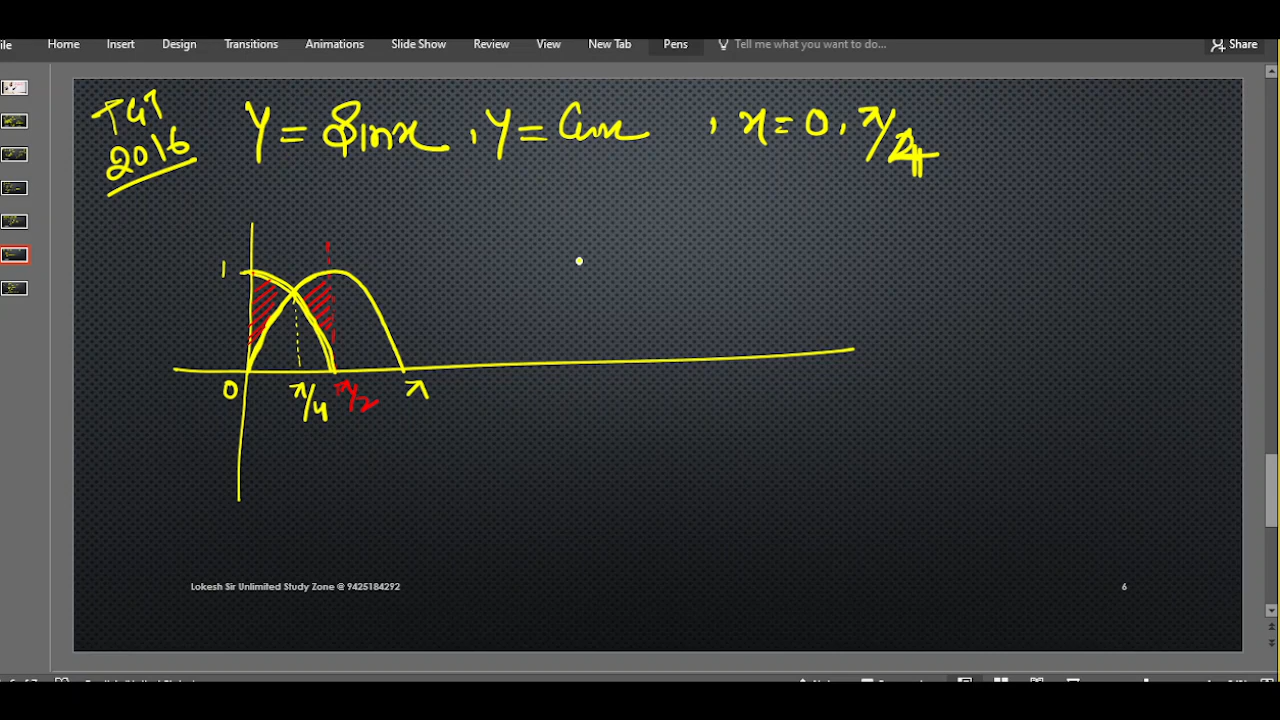 File Home Insert Design Transitions Animations Slide Show Review View New Tab Pens Tell me what you want to do... Share
TGT
2016
Y = Sinx , Y = Cosx , x = 0 , π/4
1
0 π/4 π/2 π
Lokesh Sir Unlimited Study Zone @ 9425184292 6